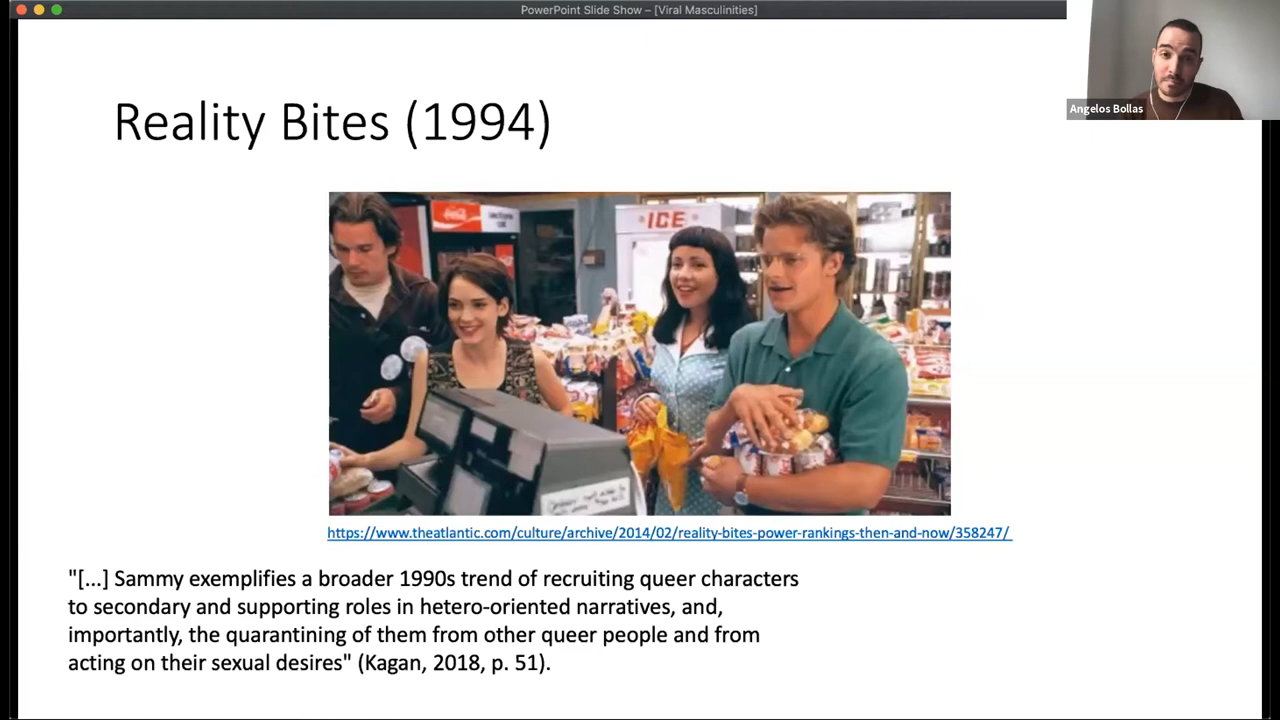 PowerPoint Slide Show – [Viral Masculinities]
Angelos Bollas
Reality Bites (1994)
Coca-Cola
ICE
https://www.theatlantic.com/culture/archive/2014/02/reality-bites-power-rankings-then-and-now/358247/
"[...] Sammy exemplifies a broader 1990s trend of recruiting queer characters
to secondary and supporting roles in hetero-oriented narratives, and,
importantly, the quarantining of them from other queer people and from
acting on their sexual desires" (Kagan, 2018, p. 51).